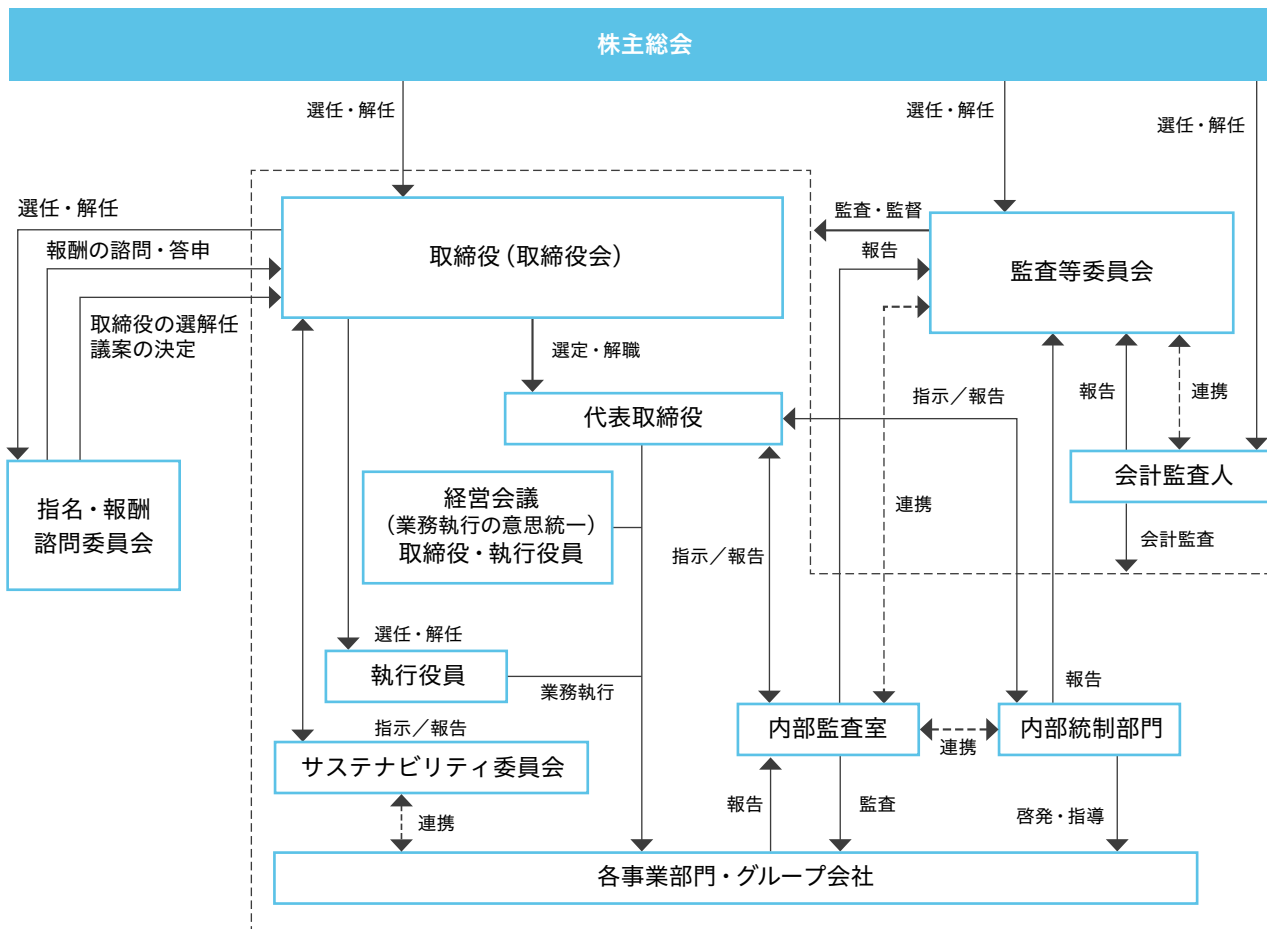 株主総会
選任・解任
選任・解任
選任・解任
選任・解任
報酬の諮問・答申
取締役の選解任
議案の決定
取締役（取締役会）
監査・監督
報告
監査等委員会
選定・解職
代表取締役
指示／報告
報告
連携
会計監査人
会計監査
指名・報酬
諮問委員会
経営会議
（業務執行の意思統一）
取締役・執行役員
連携
指示／報告
選任・解任
執行役員
業務執行
報告
内部監査室
連携
内部統制部門
指示／報告
サステナビリティ委員会
連携
報告
監査
啓発・指導
各事業部門・グループ会社